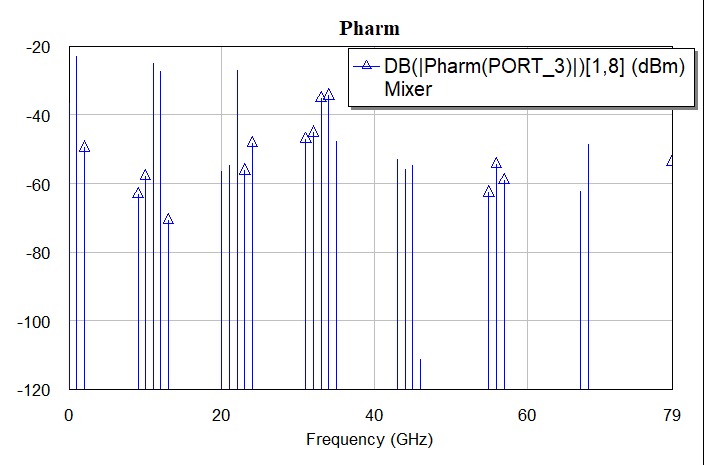 Pharm
DB(|Pharm(PORT_3)|)[1,8] (dBm)
Mixer
-20
-40
-60
-80
-100
-120
0 20 40 60 79
Frequency (GHz)